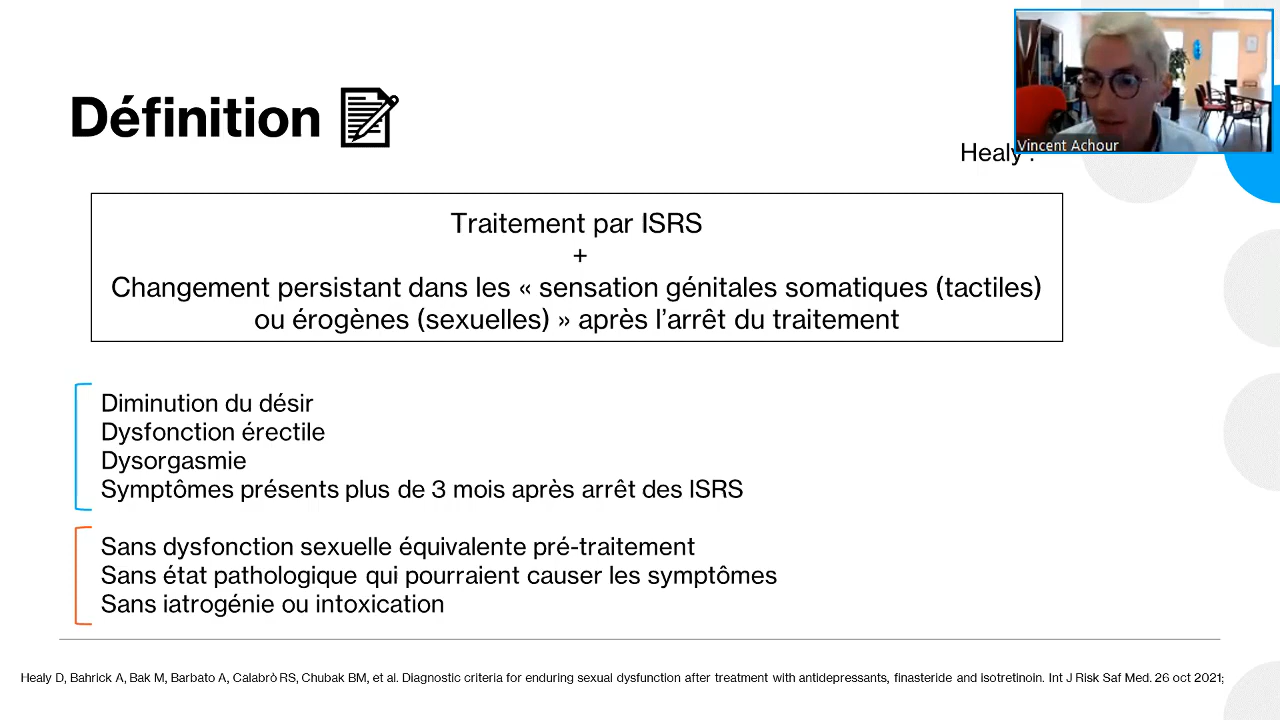 Définition
Vincent Achour
Healy :
Traitement par ISRS
+
Changement persistant dans les « sensation génitales somatiques (tactiles)
ou érogènes (sexuelles) » après l’arrêt du traitement
Diminution du désir
Dysfonction érectile
Dysorgasmie
Symptômes présents plus de 3 mois après arrêt des ISRS
Sans dysfonction sexuelle équivalente pré-traitement
Sans état pathologique qui pourraient causer les symptômes
Sans iatrogénie ou intoxication
Healy D, Bahrick A, Bak M, Barbato A, Calabrò RS, Chubak BM, et al. Diagnostic criteria for enduring sexual dysfunction after treatment with antidepressants, finasteride and isotretinoin. Int J Risk Saf Med. 26 oct 2021;